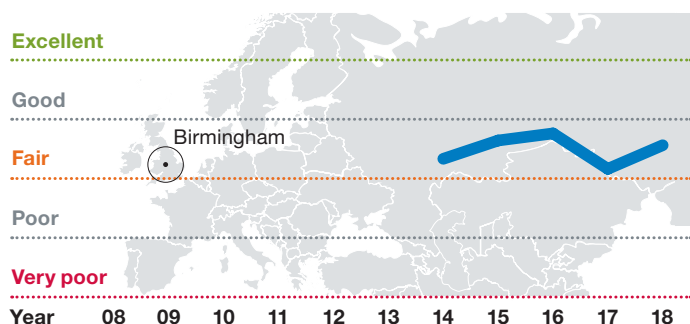 Excellent
Good
Birmingham
Fair
Poor
Very poor
Year 08 09 10 11 12 13 14 15 16 17 18